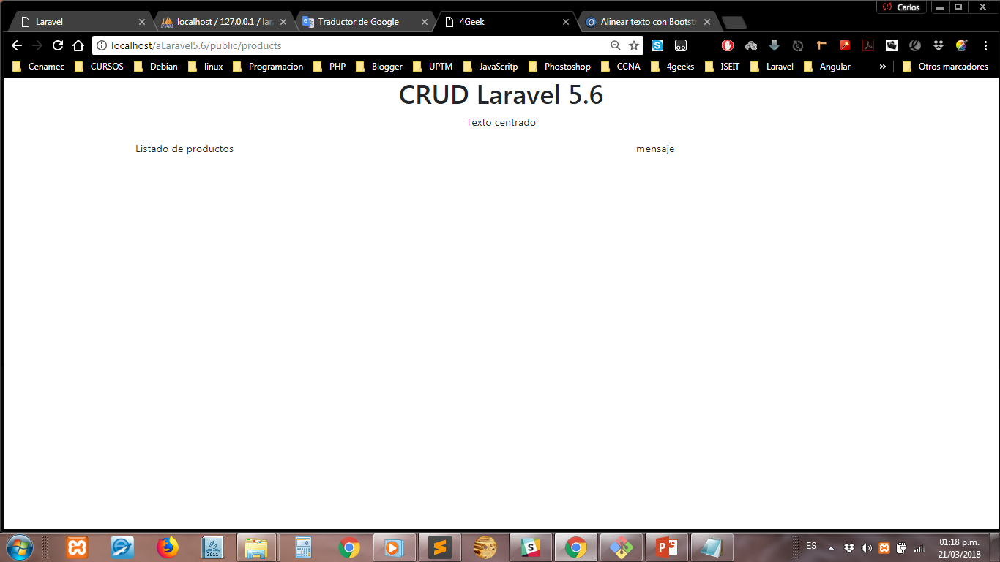 Carlos
Laravel
localhost / 127.0.0.1 / lar
Traductor de Google
4Geek
Alinear texto con Bootstr
localhost/aLaravel5.6/public/products
Cenamec
CURSOS
Debian
linux
Programacion
PHP
Blogger
UPTM
JavaScritp
Phostoshop
CCNA
4geeks
ISEIT
Laravel
Angular
»
Otros marcadores
CRUD Laravel 5.6
Texto centrado
Listado de productos
mensaje
2011
ES
01:18 p.m.
21/03/2018